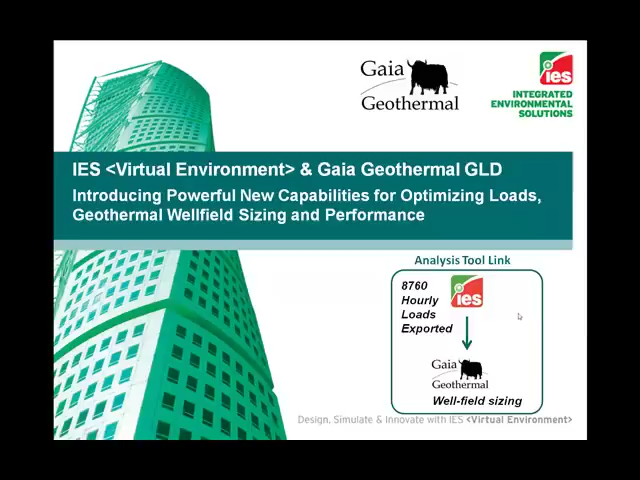 Gaia
Geothermal
ies
INTEGRATED
ENVIRONMENTAL
SOLUTIONS
IES <Virtual Environment> & Gaia Geothermal GLD
Introducing Powerful New Capabilities for Optimizing Loads,
Geothermal Wellfield Sizing and Performance
Analysis Tool Link
8760
Hourly
Loads
Exported
ies
Gaia
Geothermal
Well-field sizing
Design, Simulate & Innovate with IES <Virtual Environment>